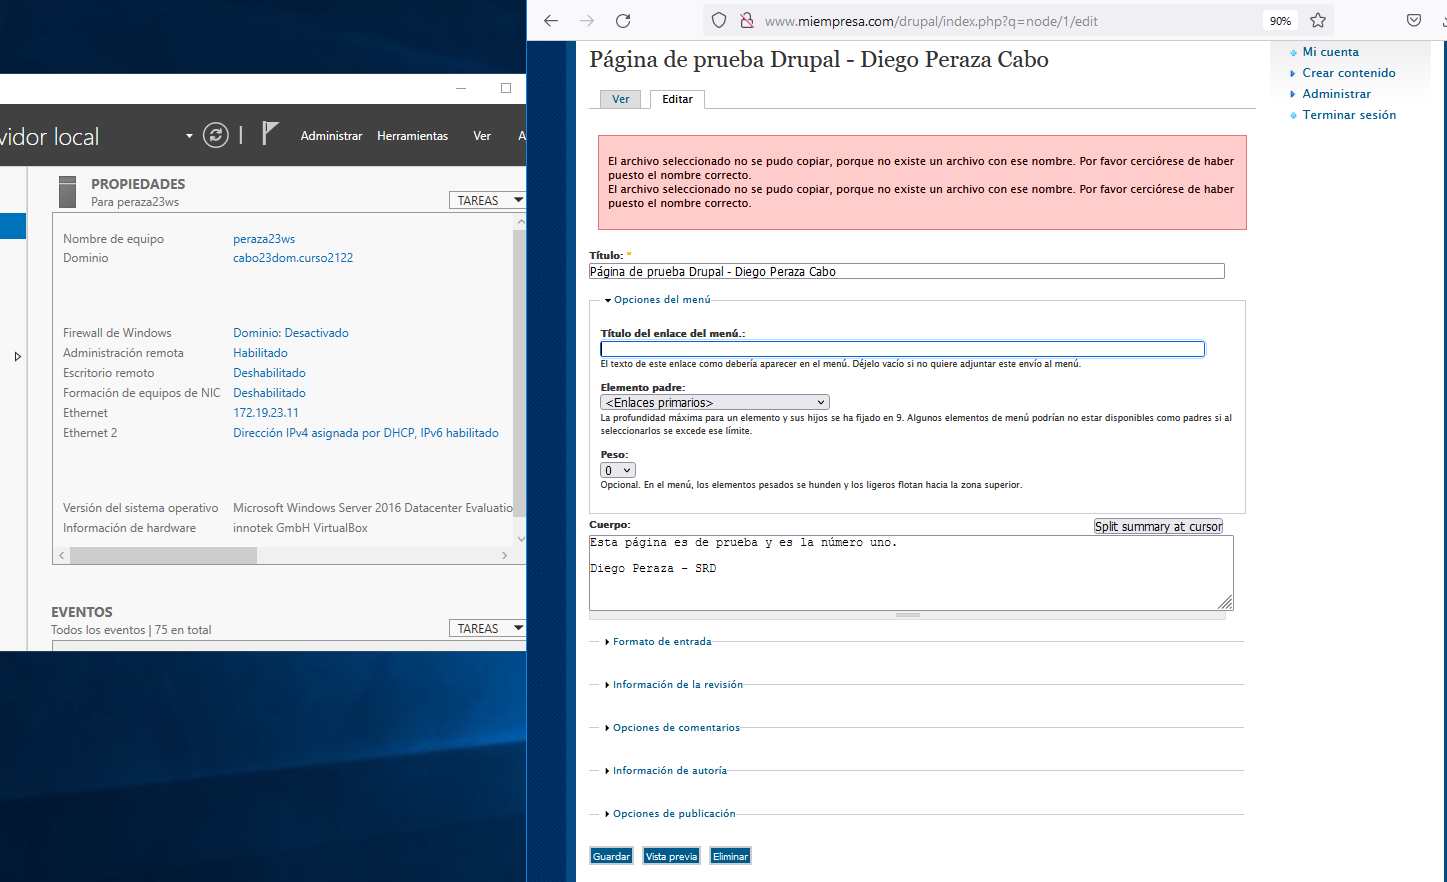 www.miempresa.com/drupal/index.php?q=node/1/edit
90%
vidor local
Administrar
Herramientas
Ver
A
PROPIEDADES
Para peraza23ws
TAREAS
Nombre de equipo
peraza23ws
Dominio
cabo23dom.curso2122
Firewall de Windows
Dominio: Desactivado
Administración remota
Habilitado
Escritorio remoto
Deshabilitado
Formación de equipos de NIC
Deshabilitado
Ethernet
172.19.23.11
Ethernet 2
Dirección IPv4 asignada por DHCP, IPv6 habilitado
Versión del sistema operativo
Microsoft Windows Server 2016 Datacenter Evaluatio
Información de hardware
innotek GmbH VirtualBox
EVENTOS
Todos los eventos | 75 en total
TAREAS
Página de prueba Drupal - Diego Peraza Cabo
Ver
Editar
El archivo seleccionado no se pudo copiar, porque no existe un archivo con ese nombre. Por favor cerciórese de haber
puesto el nombre correcto.
El archivo seleccionado no se pudo copiar, porque no existe un archivo con ese nombre. Por favor cerciórese de haber
puesto el nombre correcto.
Título: *
Página de prueba Drupal - Diego Peraza Cabo
Opciones del menú
Título del enlace del menú.:
El texto de este enlace como debería aparecer en el menú. Déjelo vacío si no quiere adjuntar este envío al menú.
Elemento padre:
<Enlaces primarios>
La profundidad máxima para un elemento y sus hijos se ha fijado en 9. Algunos elementos de menú podrían no estar disponibles como padres si al
seleccionarlos se excede ese límite.
Peso:
0
Opcional. En el menú, los elementos pesados se hunden y los ligeros flotan hacia la zona superior.
Cuerpo:
Split summary at cursor
Esta página es de prueba y es la número uno.
Diego Peraza - SRD
Formato de entrada
Información de la revisión
Opciones de comentarios
Información de autoría
Opciones de publicación
Guardar
Vista previa
Eliminar
Mi cuenta
Crear contenido
Administrar
Terminar sesión